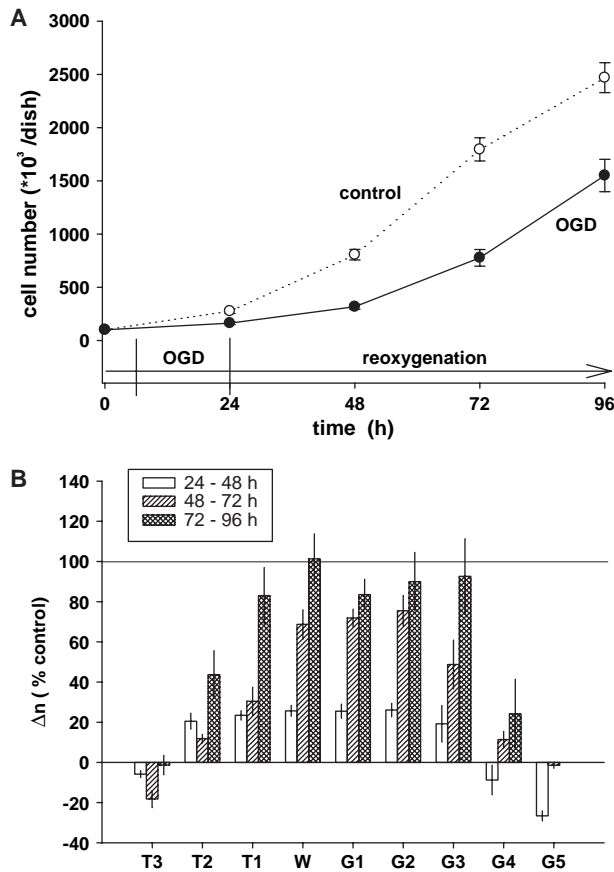 A
3000
2500
2000
1500
1000
500
0
cell number (*10³ /dish)
control
OGD
OGD
reoxygenation
0 24 48 72 96
time (h)
B
24 - 48 h
48 - 72 h
72 - 96 h
140
120
100
80
60
40
20
0
-20
-40
Δn ( % control)
T3 T2 T1 W G1 G2 G3 G4 G5